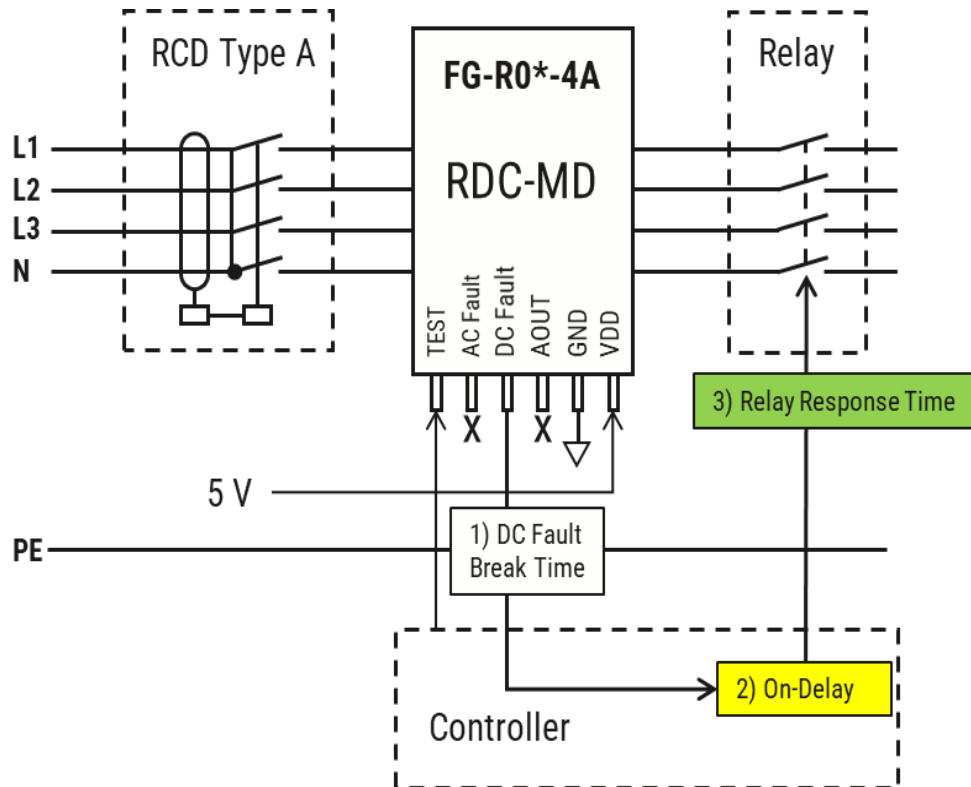 RCD Type A
FG-R0*-4A
RDC-MD
Relay
L1
L2
L3
N
TEST
AC Fault
DC Fault
AOUT
GND
VDD
X
X
3) Relay Response Time
5 V
PE
1) DC Fault
Break Time
2) On-Delay
Controller